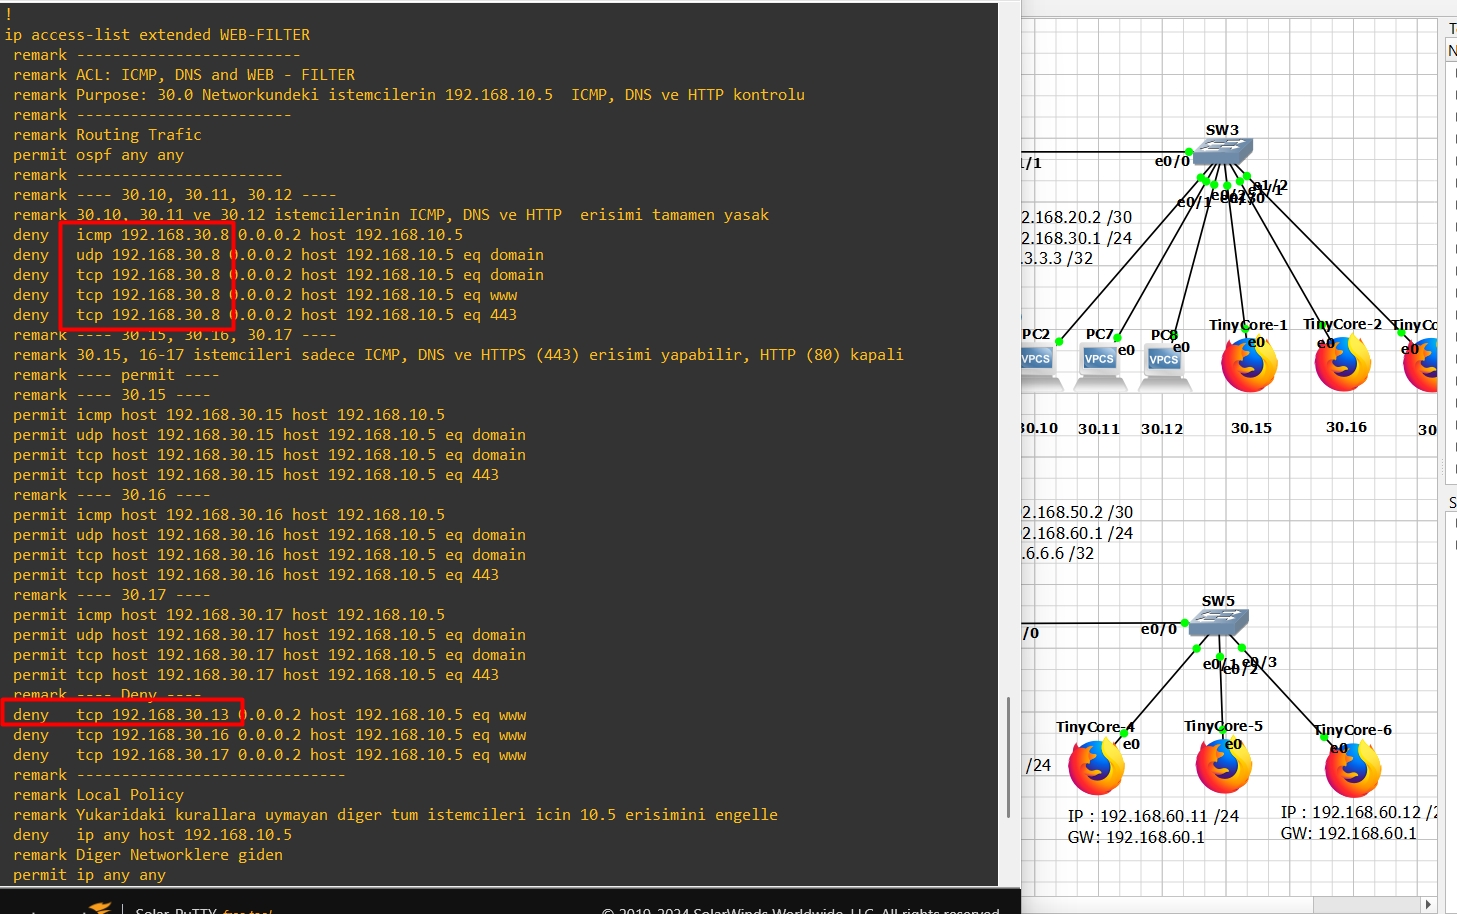 !
ip access-list extended WEB-FILTER
remark -------------------------
remark ACL: ICMP, DNS and WEB - FILTER
remark Purpose: 30.0 Networkundeki istemcilerin 192.168.10.5  ICMP, DNS ve HTTP kontrolu
remark ------------------------
remark Routing Trafic
permit ospf any any
remark -----------------------
remark ---- 30.10, 30.11, 30.12 ----
remark 30.10, 30.11 ve 30.12 istemcilerinin ICMP, DNS ve HTTP  erisimi tamamen yasak
deny   icmp 192.168.30.8 0.0.0.2 host 192.168.10.5
deny   udp 192.168.30.8 0.0.0.2 host 192.168.10.5 eq domain
deny   tcp 192.168.30.8 0.0.0.2 host 192.168.10.5 eq domain
deny   tcp 192.168.30.8 0.0.0.2 host 192.168.10.5 eq www
deny   tcp 192.168.30.8 0.0.0.2 host 192.168.10.5 eq 443
remark ---- 30.15, 30.16, 30.17 ----
remark 30.15, 16-17 istemcileri sadece ICMP, DNS ve HTTPS (443) erisimi yapabilir, HTTP (80) kapali
remark ---- permit ----
remark ---- 30.15 ----
permit icmp host 192.168.30.15 host 192.168.10.5
permit udp host 192.168.30.15 host 192.168.10.5 eq domain
permit tcp host 192.168.30.15 host 192.168.10.5 eq domain
permit tcp host 192.168.30.15 host 192.168.10.5 eq 443
remark ---- 30.16 ----
permit icmp host 192.168.30.16 host 192.168.10.5
permit udp host 192.168.30.16 host 192.168.10.5 eq domain
permit tcp host 192.168.30.16 host 192.168.10.5 eq domain
permit tcp host 192.168.30.16 host 192.168.10.5 eq 443
remark ---- 30.17 ----
permit icmp host 192.168.30.17 host 192.168.10.5
permit udp host 192.168.30.17 host 192.168.10.5 eq domain
permit tcp host 192.168.30.17 host 192.168.10.5 eq domain
permit tcp host 192.168.30.17 host 192.168.10.5 eq 443
remark ---- Deny ----
deny   tcp 192.168.30.13 0.0.0.2 host 192.168.10.5 eq www
deny   tcp 192.168.30.16 0.0.0.2 host 192.168.10.5 eq www
deny   tcp 192.168.30.17 0.0.0.2 host 192.168.10.5 eq www
remark ------------------------------
remark Local Policy
remark Yukaridaki kurallara uymayan diger tum istemcileri icin 10.5 erisimini engelle
deny   ip any host 192.168.10.5
remark Diger Networklere giden
permit ip any any
Solar-PuTTY free tool
© 2019-2024 SolarWinds Worldwide, LLC. All rights reserved.
SW3
1/1
e0/0
e1/2
e0/1
2.168.20.2 /30
2.168.30.1 /24
.3.3.3 /32
PC2
PC7
PC8
TinyCore-1
TinyCore-2
TinyCo
VPCS
VPCS
VPCS
e0
e0
e0
e0
e0
30.10
30.11
30.12
30.15
30.16
30
2.168.50.2 /30
2.168.60.1 /24
.6.6.6 /32
SW5
/0
e0/0
e0/1
e0/2
e0/3
TinyCore-4
TinyCore-5
TinyCore-6
e0
e0
e0
/24
IP : 192.168.60.11 /24
GW: 192.168.60.1
IP : 192.168.60.12 /2
GW: 192.168.60.1